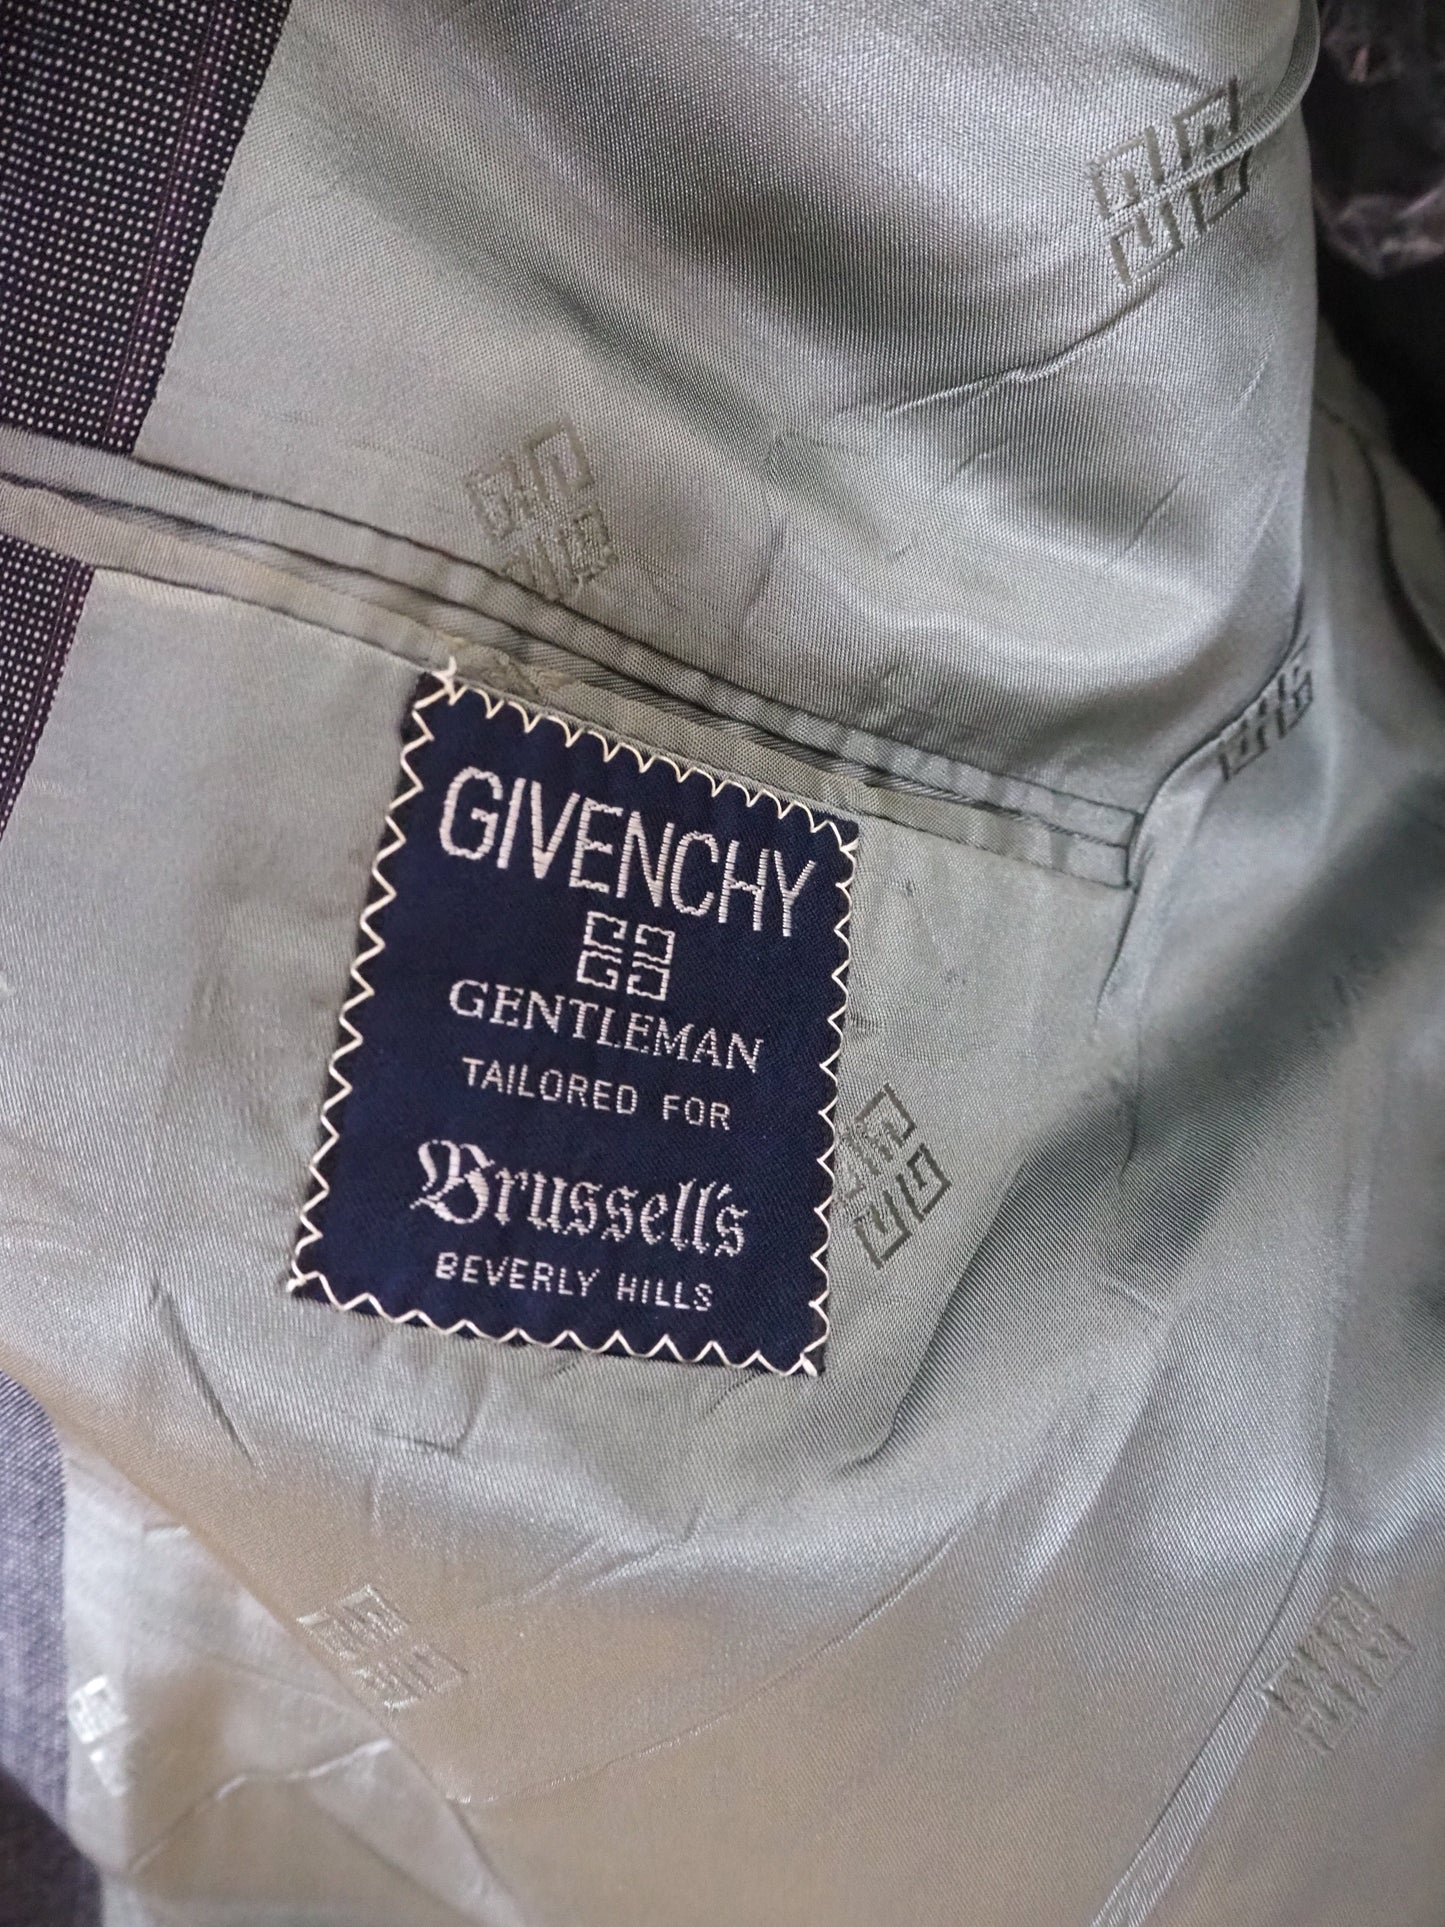 GIVENCHY
GENTLEMAN
TAILORED FOR
Brussell's
BEVERLY HILLS